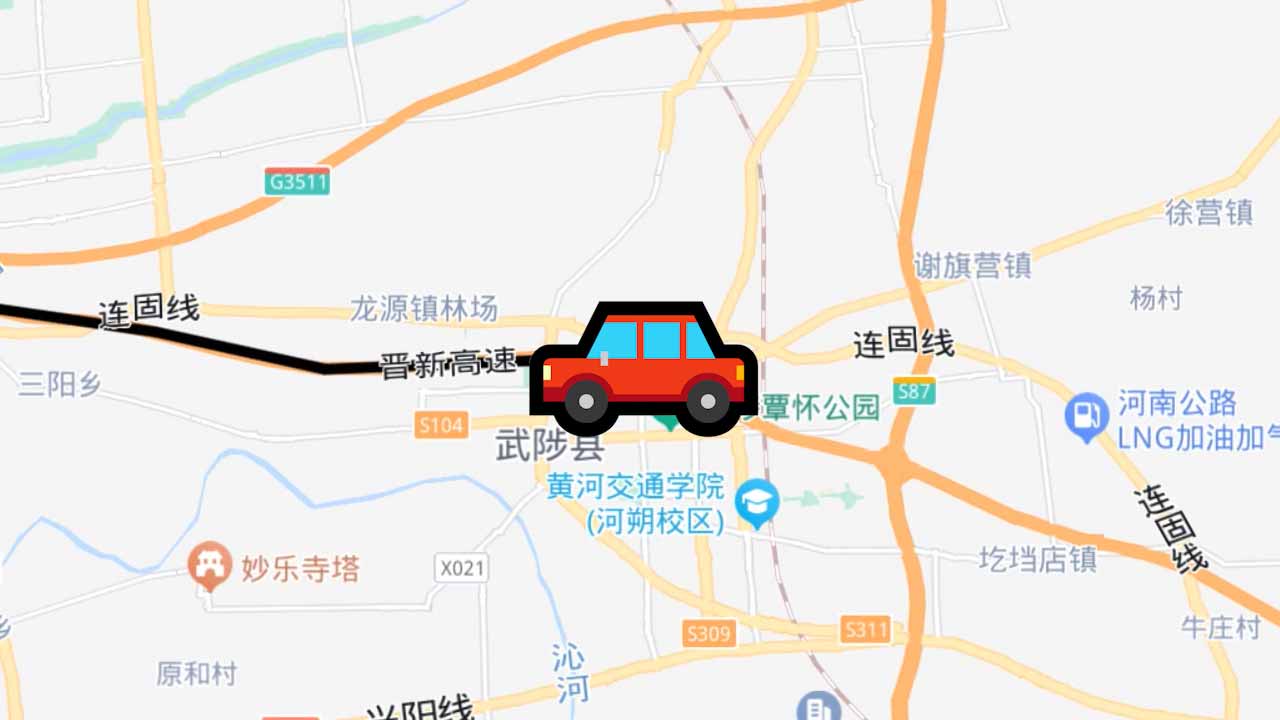 G3511
徐营镇
谢旗营镇
杨村
连固线
龙源镇林场
连固线
晋新高速
三阳乡
S87
覃怀公园
河南公路
LNG加油加气
S104
武陟县
黄河交通学院
(河朔校区)
连固线
圪垱店镇
X021
妙乐寺塔
S309
S311
牛庄村
沁河
原和村
兴阳线